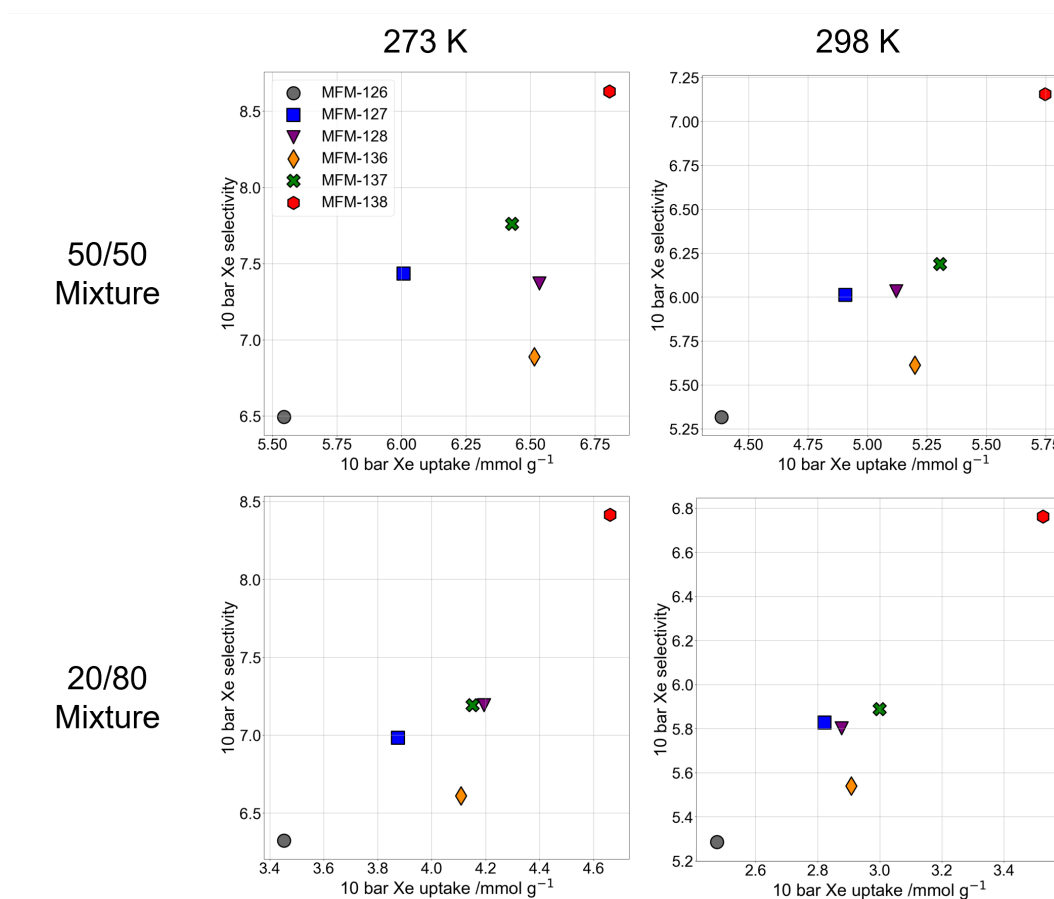 273 K
298 K
50/50
Mixture
10 bar Xe selectivity
8.5
8.0
7.5
7.0
6.5
MFM-126
MFM-127
MFM-128
MFM-136
MFM-137
MFM-138
5.50 5.75 6.00 6.25 6.50 6.75
10 bar Xe uptake /mmol g⁻¹
10 bar Xe selectivity
7.25
7.00
6.75
6.50
6.25
6.00
5.75
5.50
5.25
4.50 4.75 5.00 5.25 5.50
10 bar Xe uptake /mmol g⁻¹
20/80
Mixture
10 bar Xe selectivity
8.5
8.0
7.5
7.0
6.5
3.4 3.6 3.8 4.0 4.2 4.4 4.6
10 bar Xe uptake /mmol g⁻¹
10 bar Xe selectivity
6.8
6.6
6.4
6.2
6.0
5.8
5.6
5.4
5.2
2.6 2.8 3.0 3.2 3.4
10 bar Xe uptake /mmol g⁻¹